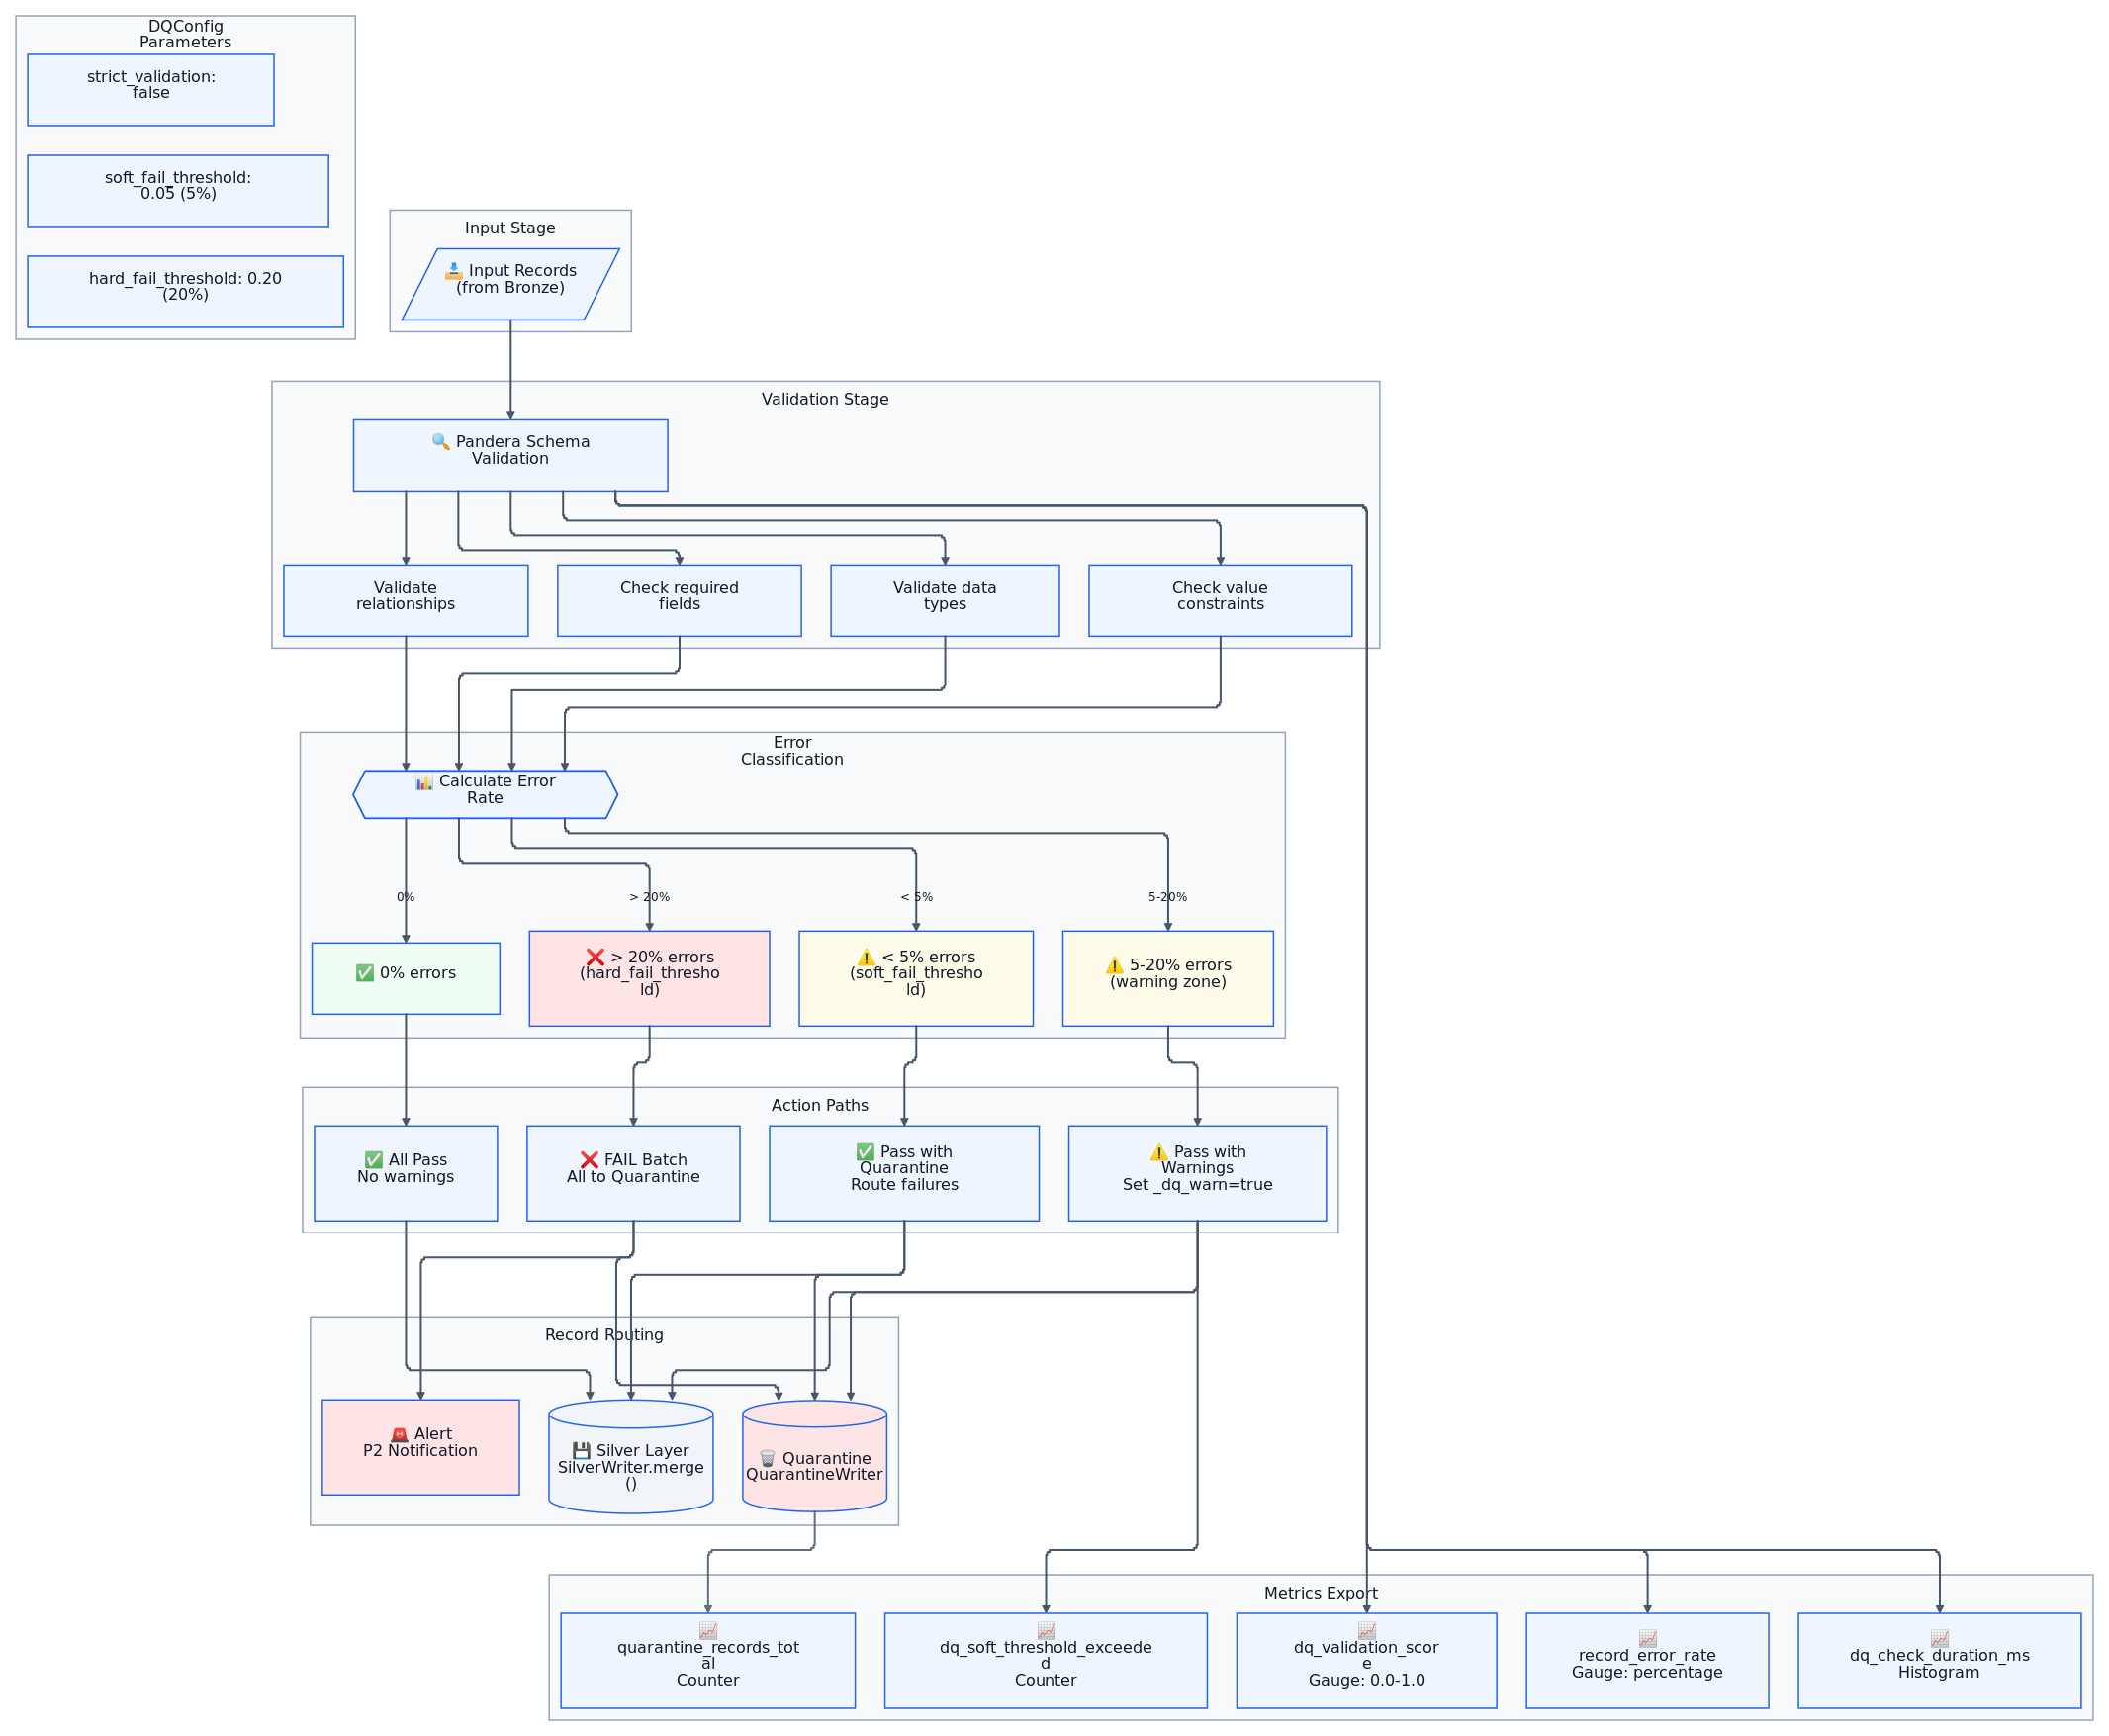 DQConfig
Parameters
strict_validation:
false
soft_fail_threshold:
0.05 (5%)
hard_fail_threshold: 0.20
(20%)
Input Stage
📥 Input Records
(from Bronze)
Validation Stage
🔍 Pandera Schema
Validation
Validate
relationships
Check required
fields
Validate data
types
Check value
constraints
Error
Classification
📊 Calculate Error
Rate
0%
> 20%
< 5%
5-20%
✅ 0% errors
❌ > 20% errors
(hard_fail_thresho
ld)
⚠️ < 5% errors
(soft_fail_thresho
ld)
⚠️ 5-20% errors
(warning zone)
Action Paths
✅ All Pass
No warnings
❌ FAIL Batch
All to Quarantine
✅ Pass with
Quarantine
Route failures
⚠️ Pass with
Warnings
Set _dq_warn=true
Record Routing
🚨 Alert
P2 Notification
💾 Silver Layer
SilverWriter.merge
()
🗑️ Quarantine
QuarantineWriter
Metrics Export
📈
quarantine_records_tot
al
Counter
📈
dq_soft_threshold_exceede
d
Counter
📈
dq_validation_scor
e
Gauge: 0.0-1.0
📈
record_error_rate
Gauge: percentage
📈
dq_check_duration_ms
Histogram